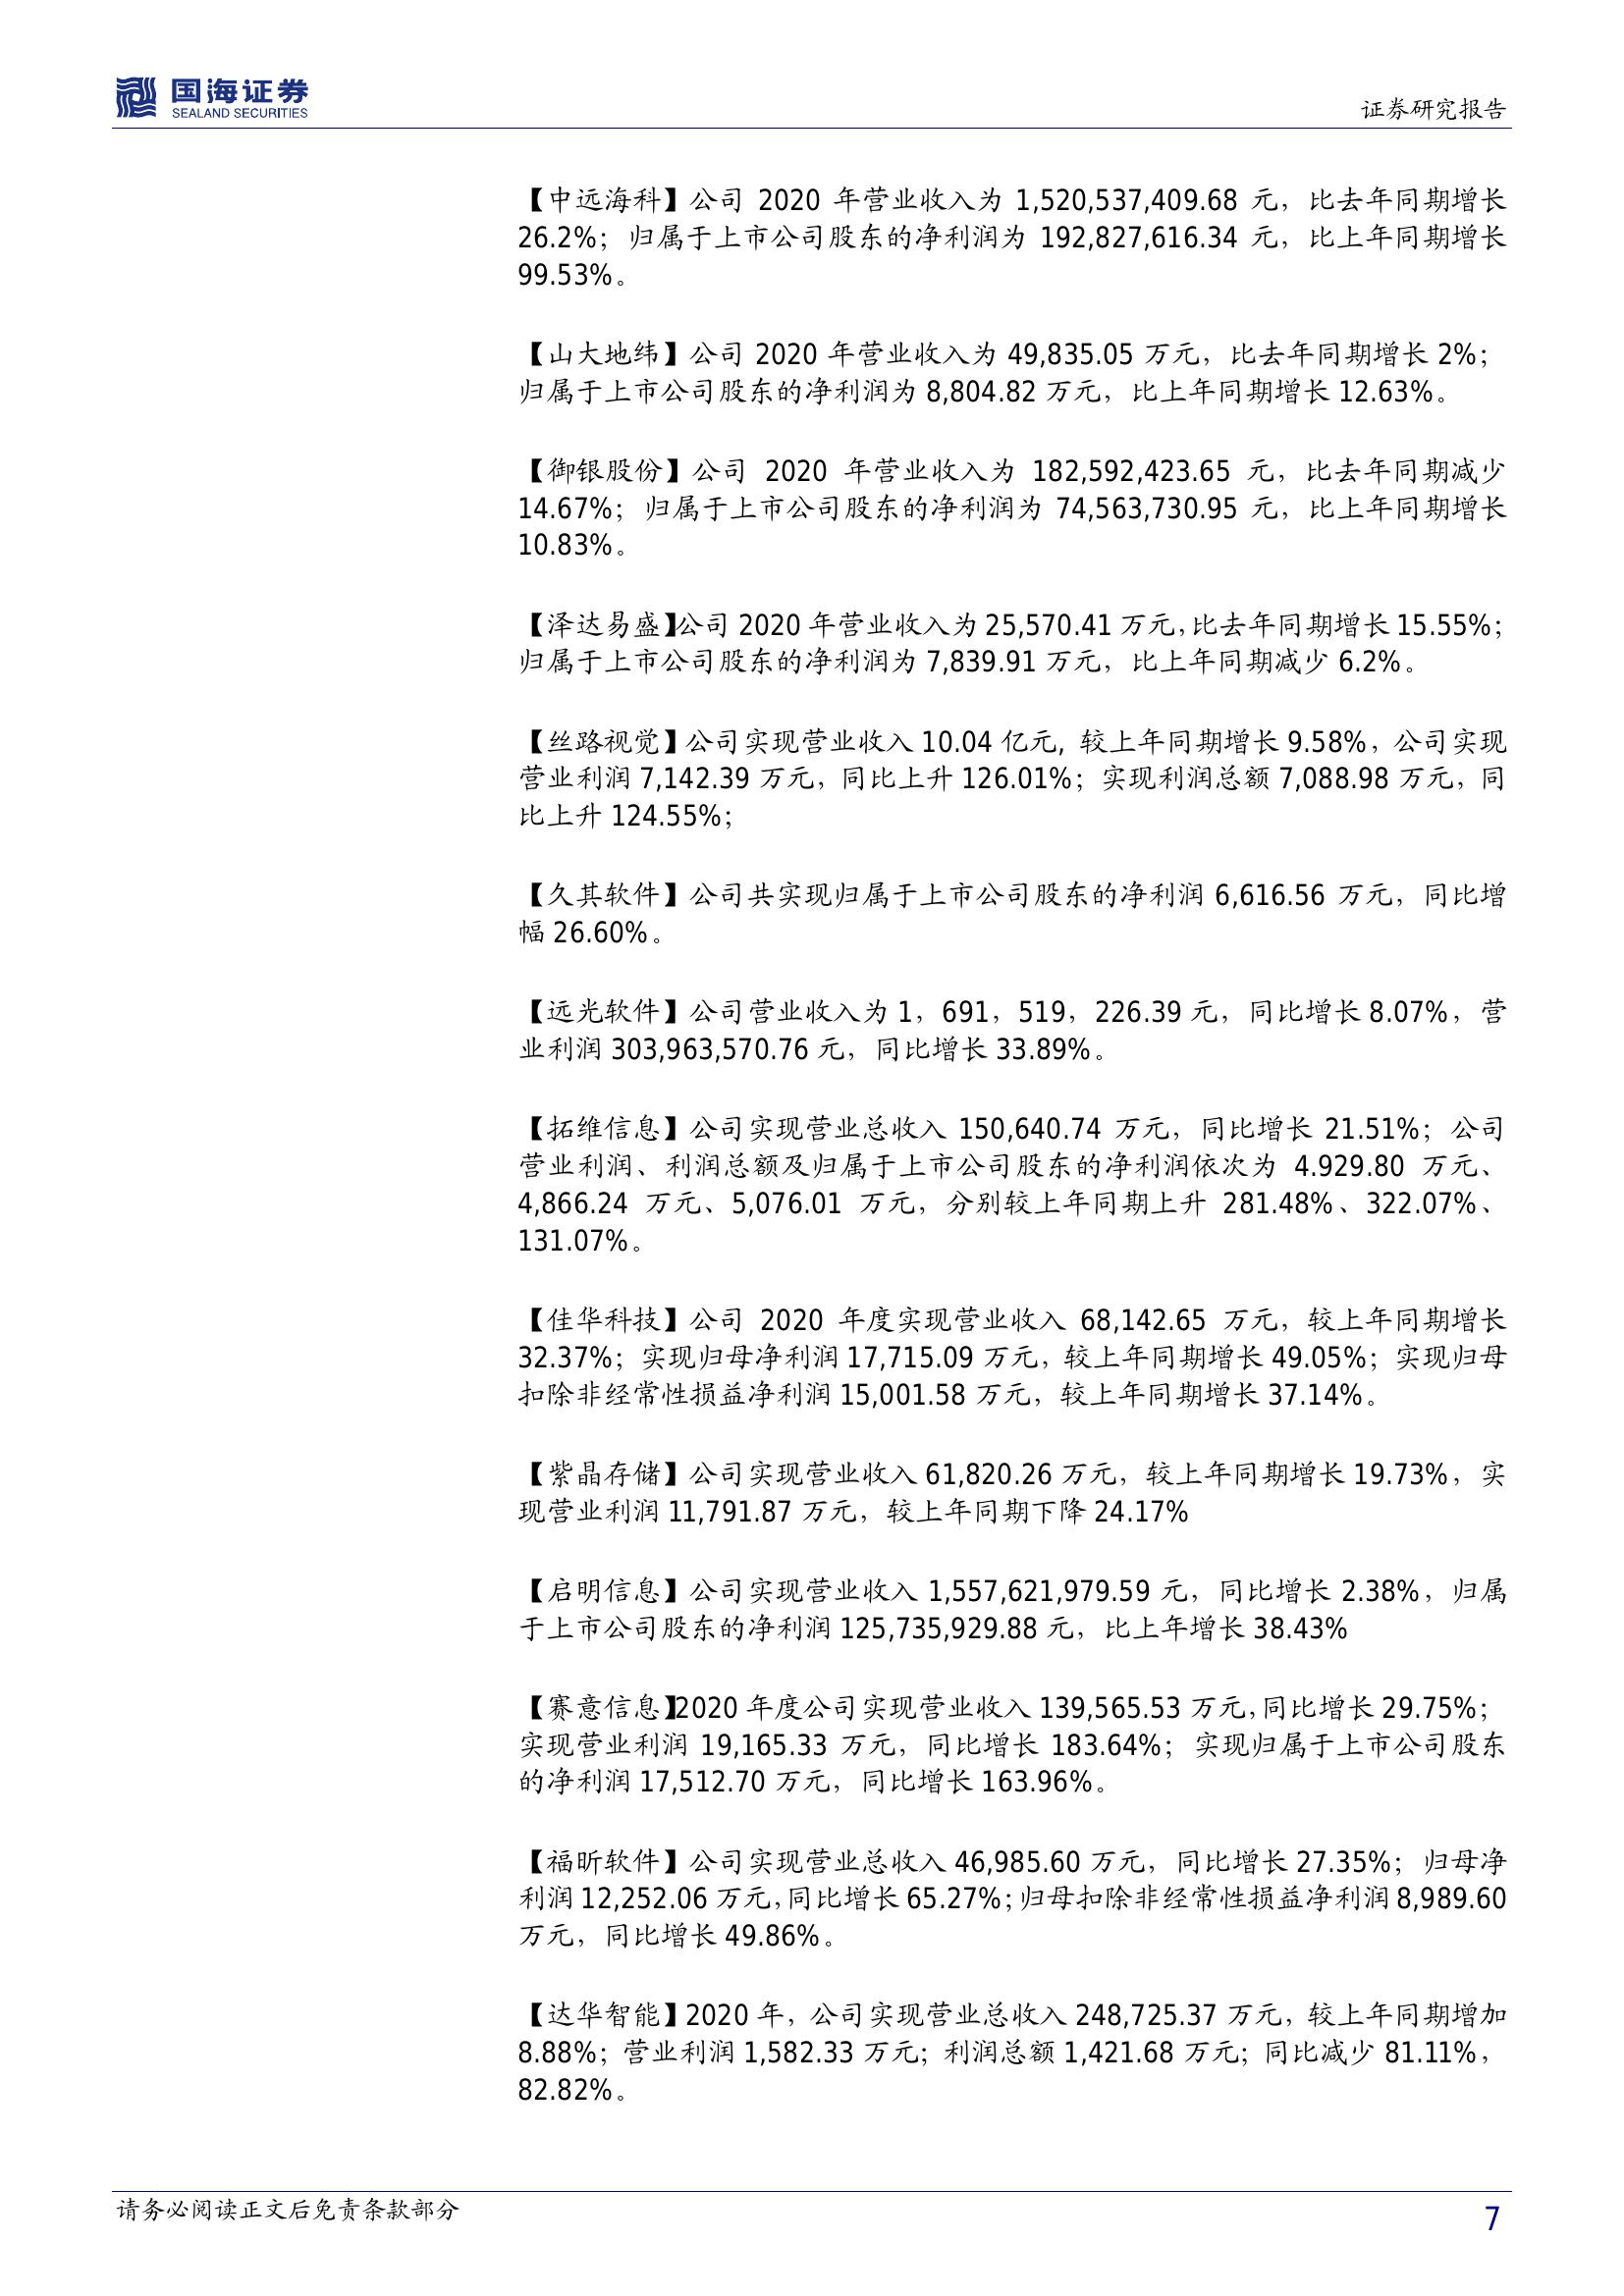 国海证券
SEALAND SECURITIES
证券研究报告
【中远海科】公司 2020 年营业收入为 1,520,537,409.68 元，比去年同期增长
26.2%；归属于上市公司股东的净利润为 192,827,616.34 元，比上年同期增长
99.53%。
【山大地纬】公司 2020 年营业收入为 49,835.05 万元，比去年同期增长 2%；
归属于上市公司股东的净利润为 8,804.82 万元，比上年同期增长 12.63%。
【御银股份】公司 2020 年营业收入为 182,592,423.65 元，比去年同期减少
14.67%；归属于上市公司股东的净利润为 74,563,730.95 元，比上年同期增长
10.83%。
【泽达易盛】公司 2020 年营业收入为 25,570.41 万元，比去年同期增长 15.55%；
归属于上市公司股东的净利润为 7,839.91 万元，比上年同期减少 6.2%。
【丝路视觉】公司实现营业收入 10.04 亿元, 较上年同期增长 9.58%，公司实现
营业利润 7,142.39 万元，同比上升 126.01%；实现利润总额 7,088.98 万元，同
比上升 124.55%；
【久其软件】公司共实现归属于上市公司股东的净利润 6,616.56 万元，同比增
幅 26.60%。
【远光软件】公司营业收入为 1，691，519，226.39 元，同比增长 8.07%，营
业利润 303,963,570.76 元，同比增长 33.89%。
【拓维信息】公司实现营业总收入 150,640.74 万元，同比增长 21.51%；公司
营业利润、利润总额及归属于上市公司股东的净利润依次为 4.929.80 万元、
4,866.24 万元、5,076.01 万元，分别较上年同期上升 281.48%、322.07%、
131.07%。
【佳华科技】公司 2020 年度实现营业收入 68,142.65 万元，较上年同期增长
32.37%；实现归母净利润 17,715.09 万元，较上年同期增长 49.05%；实现归母
扣除非经常性损益净利润 15,001.58 万元，较上年同期增长 37.14%。
【紫晶存储】公司实现营业收入 61,820.26 万元，较上年同期增长 19.73%，实
现营业利润 11,791.87 万元，较上年同期下降 24.17%
【启明信息】公司实现营业收入 1,557,621,979.59 元，同比增长 2.38%，归属
于上市公司股东的净利润 125,735,929.88 元，比上年增长 38.43%
【赛意信息】2020 年度公司实现营业收入 139,565.53 万元，同比增长 29.75%；
实现营业利润 19,165.33 万元，同比增长 183.64%；实现归属于上市公司股东
的净利润 17,512.70 万元，同比增长 163.96%。
【福昕软件】公司实现营业总收入 46,985.60 万元，同比增长 27.35%；归母净
利润 12,252.06 万元，同比增长 65.27%；归母扣除非经常性损益净利润 8,989.60
万元，同比增长 49.86%。
【达华智能】2020 年，公司实现营业总收入 248,725.37 万元，较上年同期增加
8.88%；营业利润 1,582.33 万元；利润总额 1,421.68 万元；同比减少 81.11%，
82.82%。
请务必阅读正文后免责条款部分
7